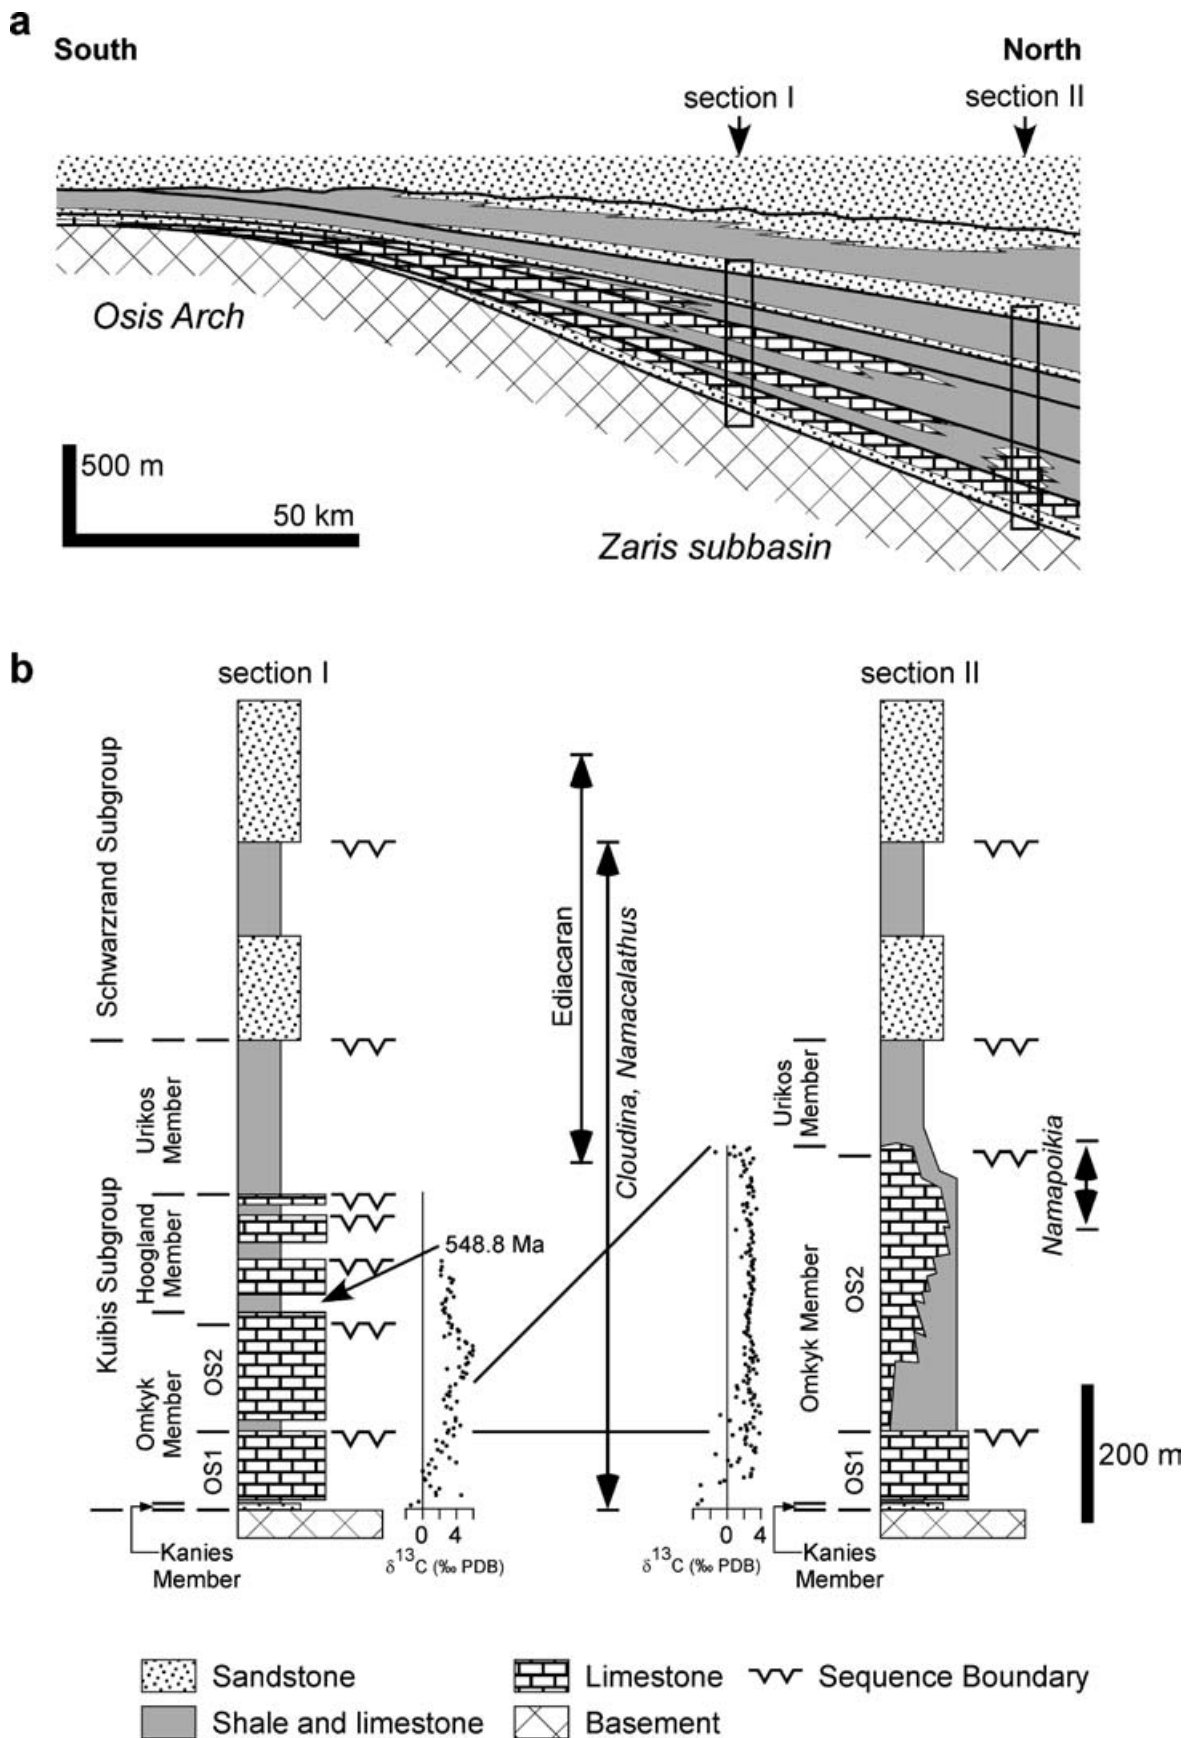 a
South
North
section I
section II
Osis Arch
500 m
50 km
Zaris subbasin
b
section I
section II
Schwarzrand Subgroup
Kuibis Subgroup
Urikos
Member
Hoogland
Member
Omkyk
Member
OS2
OS1
Kanies
Member
548.8 Ma
0 4
δ13C (‰ PDB)
Ediacaran
Cloudina, Namacalathus
0 4
δ13C (‰ PDB)
Urikos
Member
Omkyk Member
OS2
OS1
Kanies
Member
Namapoikia
200 m
Sandstone
Limestone
Sequence Boundary
Shale and limestone
Basement